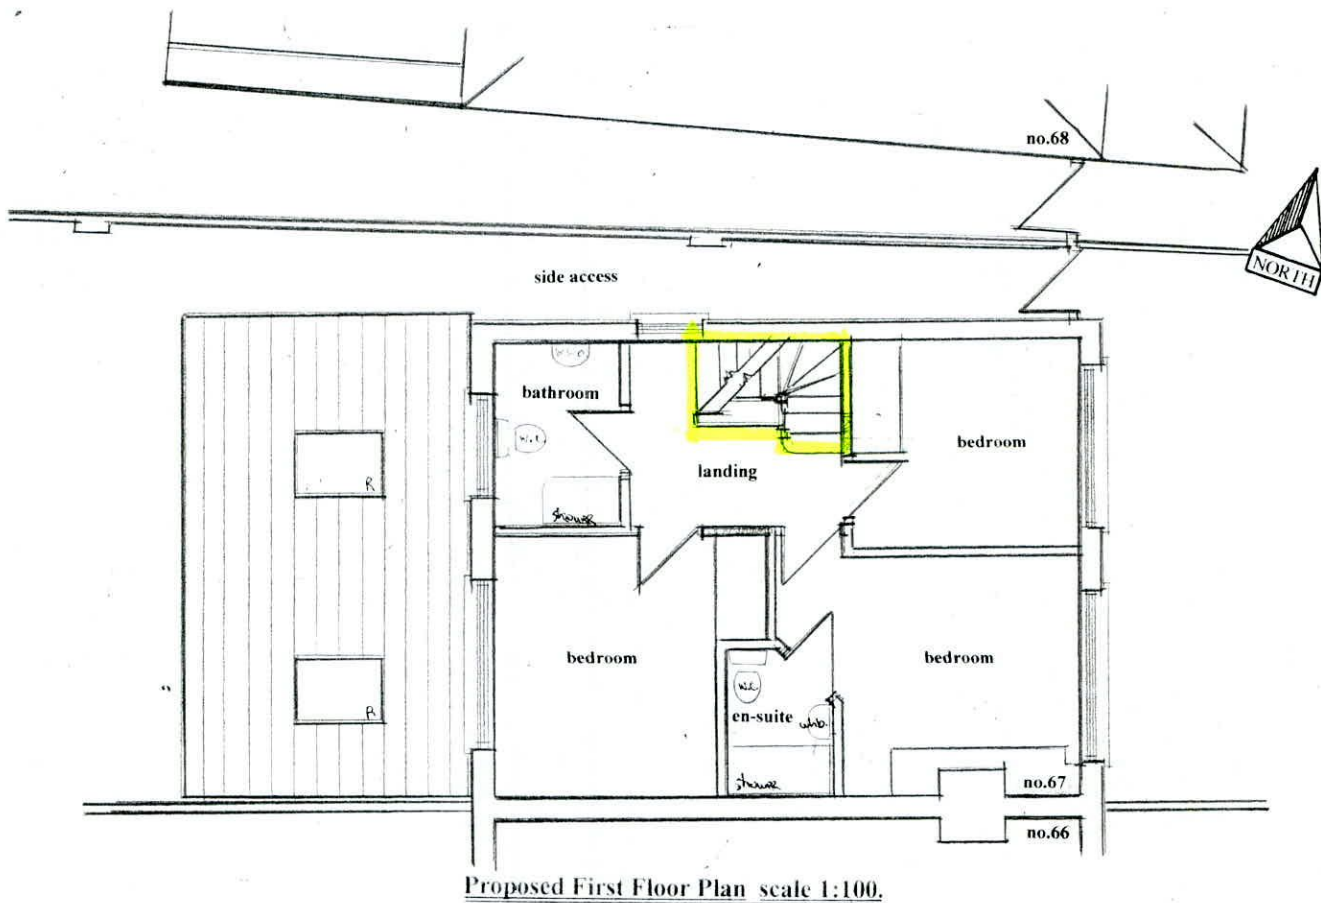 no.68
NORTH
side access
bathroom
w.c.
shower
R
landing
bedroom
R
bedroom
bedroom
w.c.
en-suite
whb.
shower
no.67
no.66
Proposed First Floor Plan scale 1:100.